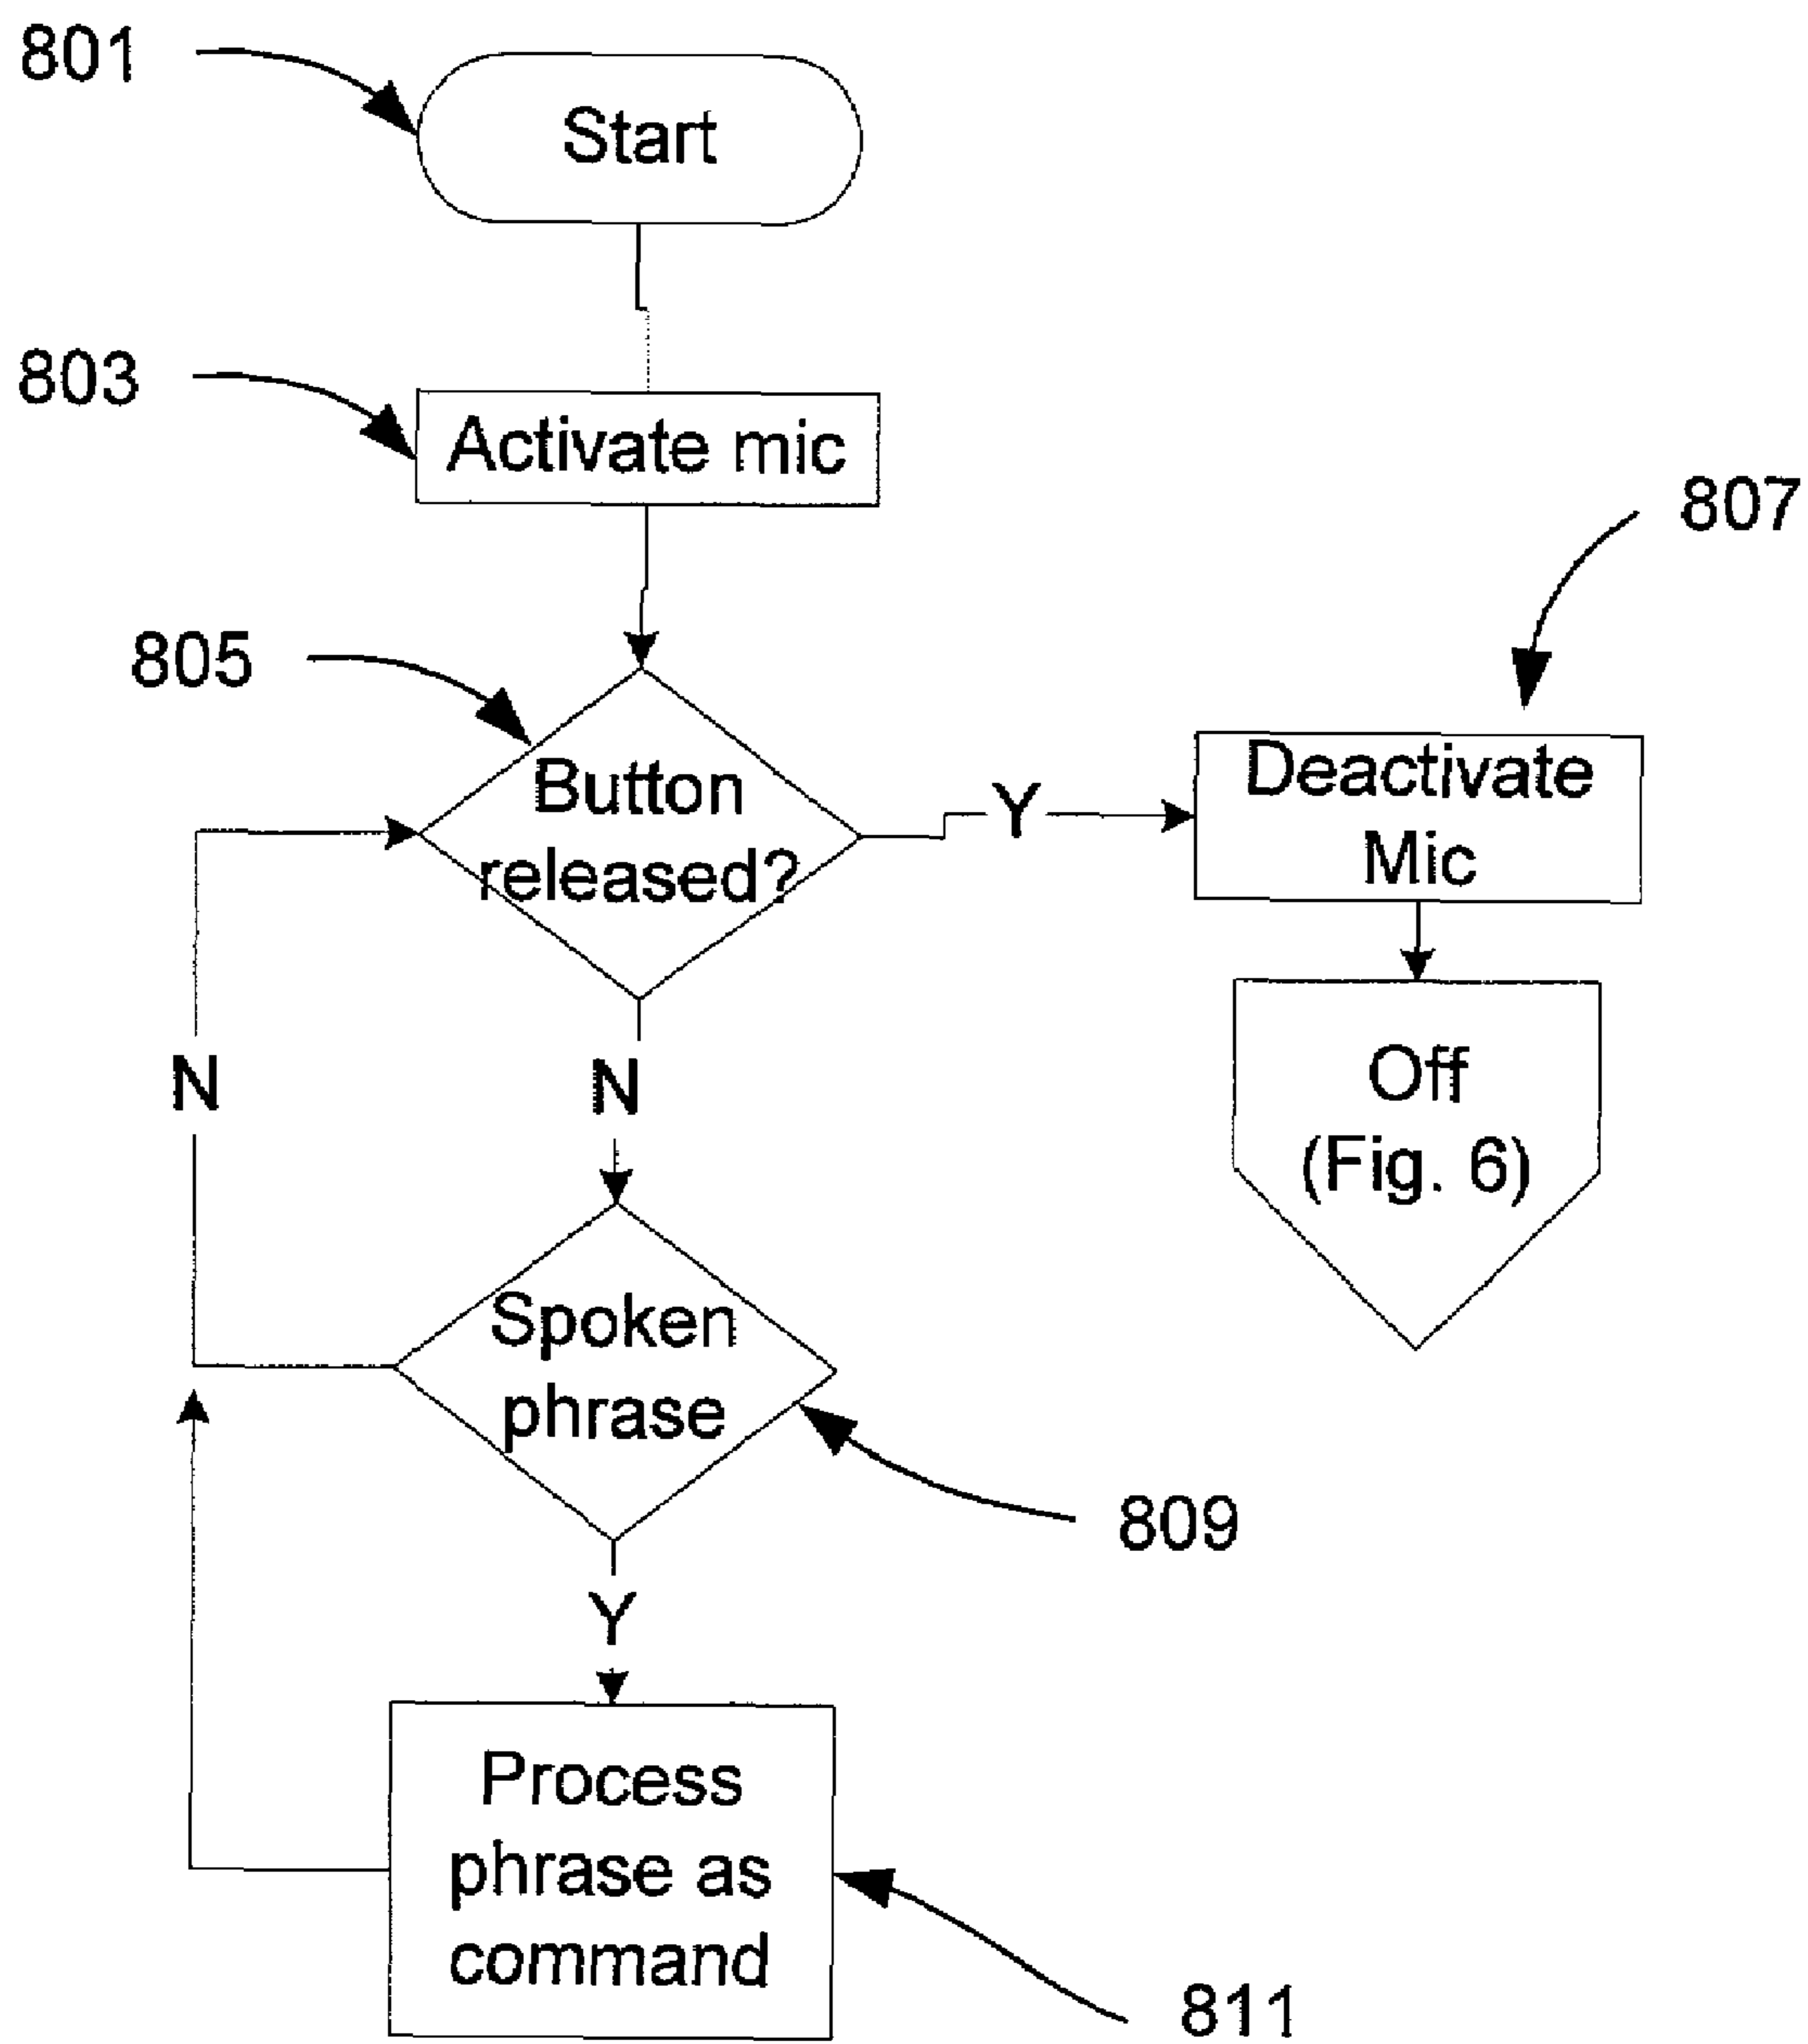 801
Start
803
Activate mic
807
805
Button
released?
Y
Deactivate
Mic
Off
(Fig. 6)
N
N
Spoken
phrase
809
Y
Process
phrase as
command
811